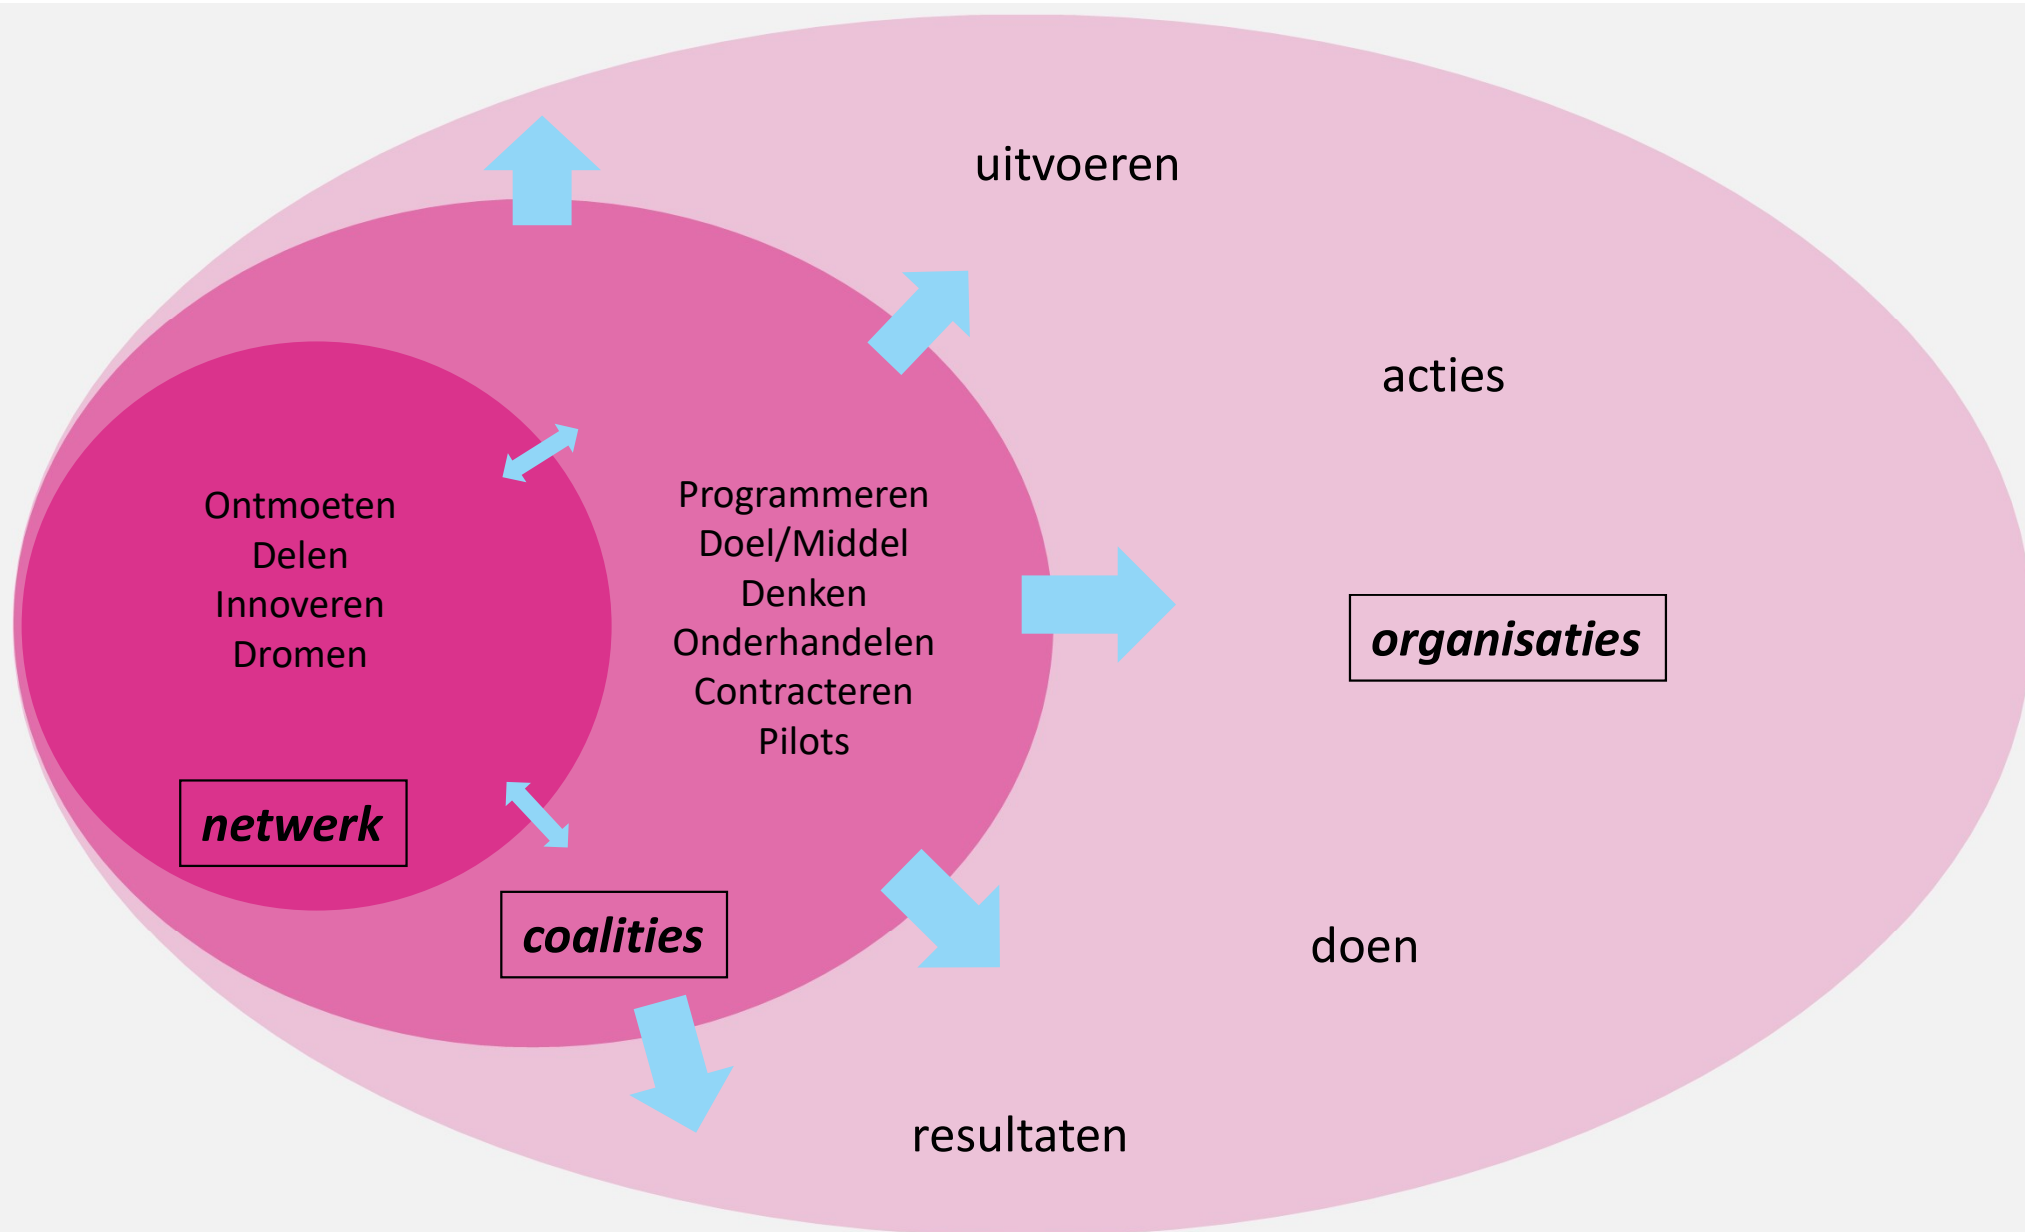 uitvoeren
acties
Ontmoeten
Delen
Innoveren
Dromen
netwerk
Programmeren
Doel/Middel
Denken
Onderhandelen
Contracteren
Pilots
coalities
organisaties
doen
resultaten